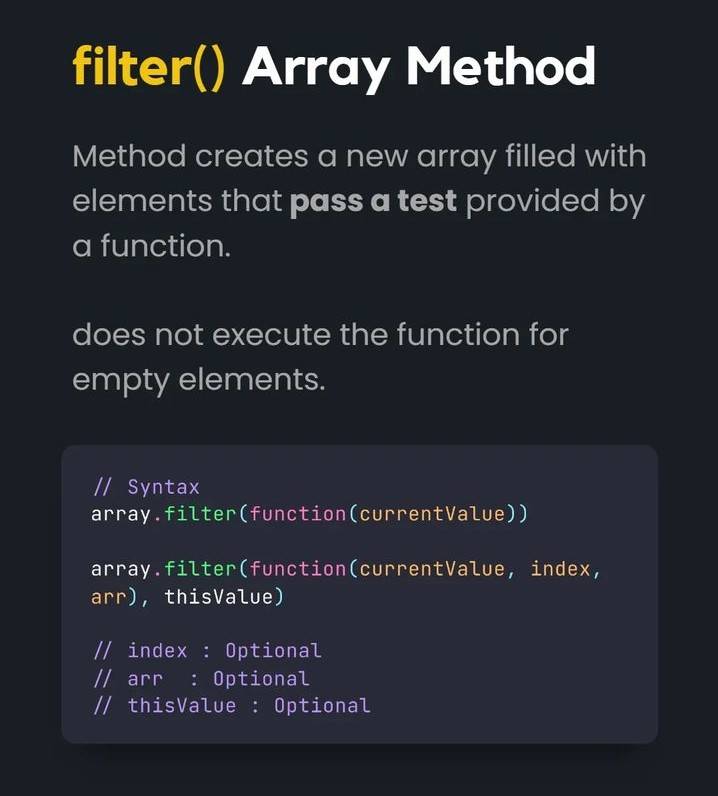 filter() Array Method
Method creates a new array filled with
elements that pass a test provided by
a function.
does not execute the function for
empty elements.
// Syntax
array.filter(function(currentValue))
array.filter(function(currentValue, index,
arr), thisValue)
// index : Optional
// arr  : Optional
// thisValue : Optional